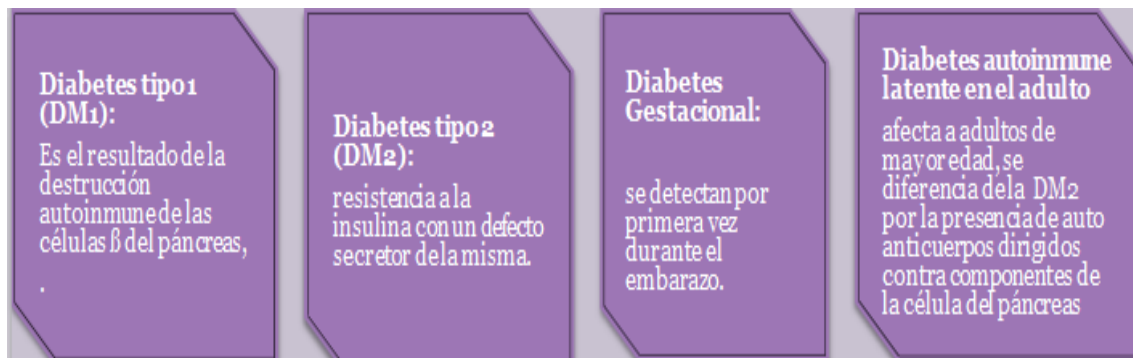 Diabetes tipo 1
(DM1):
Es el resultado de la
destrucción
autoinmune de las
células ß del páncreas,
.
Diabetes tipo 2
(DM2):
resistencia a la
insulina con un defecto
secretor de la misma.
Diabetes
Gestacional:
se detectan por
primera vez
durante el
embarazo.
Diabetes autoinmune
latente en el adulto
afecta a adultos de
mayor edad, se
diferencia de la DM2
por la presencia de auto
anticuerpos dirigidos
contra componentes de
la célula del páncreas